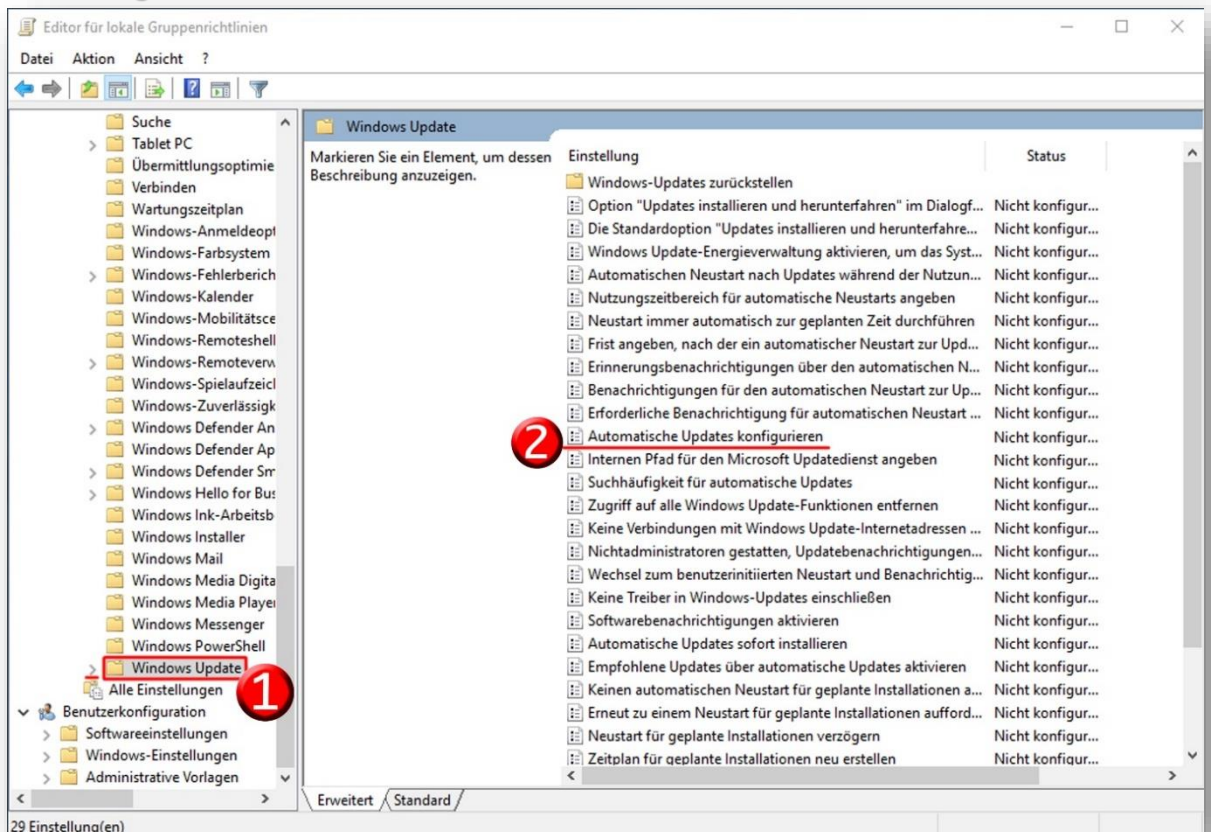 Editor für lokale Gruppenrichtlinien
Datei Aktion Ansicht ?
Suche
Tablet PC
Übermittlungsoptimie
Verbinden
Wartungszeitplan
Windows-Anmeldeopt
Windows-Farbsystem
Windows-Fehlerberich
Windows-Kalender
Windows-Mobilitätsce
Windows-Remoteshell
Windows-Remoteverw
Windows-Spielaufzeicl
Windows-Zuverlässigk
Windows Defender An
Windows Defender Ap
Windows Defender Sm
Windows Hello for Bus
Windows Ink-Arbeitsb
Windows Installer
Windows Mail
Windows Media Digita
Windows Media Player
Windows Messenger
Windows PowerShell
Windows Update
1
Alle Einstellungen
Benutzerkonfiguration
Softwareeinstellungen
Windows-Einstellungen
Administrative Vorlagen
Windows Update
Markieren Sie ein Element, um dessen
Beschreibung anzuzeigen.
Einstellung Status
Windows-Updates zurückstellen
Option "Updates installieren und herunterfahren" im Dialogf... Nicht konfigur...
Die Standardoption "Updates installieren und herunterfahre... Nicht konfigur...
Windows Update-Energieverwaltung aktivieren, um das Syst... Nicht konfigur...
Automatischen Neustart nach Updates während der Nutzun... Nicht konfigur...
Nutzungszeitbereich für automatische Neustarts angeben Nicht konfigur...
Neustart immer automatisch zur geplanten Zeit durchführen Nicht konfigur...
Frist angeben, nach der ein automatischer Neustart zur Upd... Nicht konfigur...
Erinnerungsbenachrichtigungen über den automatischen N... Nicht konfigur...
Benachrichtigungen für den automatischen Neustart zur Up... Nicht konfigur...
Erforderliche Benachrichtigung für automatischen Neustart ... Nicht konfigur...
2 Automatische Updates konfigurieren Nicht konfigur...
Internen Pfad für den Microsoft Updatedienst angeben Nicht konfigur...
Suchhäufigkeit für automatische Updates Nicht konfigur...
Zugriff auf alle Windows Update-Funktionen entfernen Nicht konfigur...
Keine Verbindungen mit Windows Update-Internetadressen ... Nicht konfigur...
Nichtadministratoren gestatten, Updatebenachrichtigungen... Nicht konfigur...
Wechsel zum benutzerinitiierten Neustart und Benachrichtig... Nicht konfigur...
Keine Treiber in Windows-Updates einschließen Nicht konfigur...
Softwarebenachrichtigungen aktivieren Nicht konfigur...
Automatische Updates sofort installieren Nicht konfigur...
Empfohlene Updates über automatische Updates aktivieren Nicht konfigur...
Keinen automatischen Neustart für geplante Installationen a... Nicht konfigur...
Erneut zu einem Neustart für geplante Installationen aufford... Nicht konfigur...
Neustart für geplante Installationen verzögern Nicht konfigur...
Zeitplan für geplante Installationen neu erstellen Nicht konfigur...
Erweitert Standard
29 Einstellung(en)